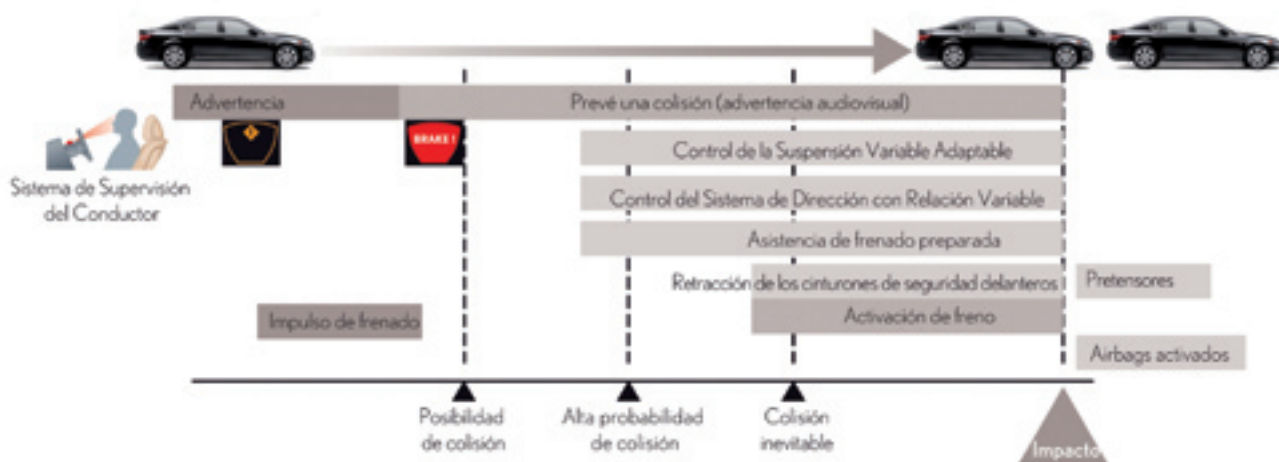 Advertencia
Prevé una colisión (advertencia audiovisual)
BRAKE !
Sistema de Supervisión
del Conductor
Control de la Suspensión Variable Adaptable
Control del Sistema de Dirección con Relación Variable
Asistencia de frenado preparada
Retracción de los cinturones de seguridad delanteros
Pretensores
Impulso de frenado
Activación de freno
Airbags activados
Posibilidad
de colisión
Alta probabilidad
de colisión
Colisión
inevitable
Impacto